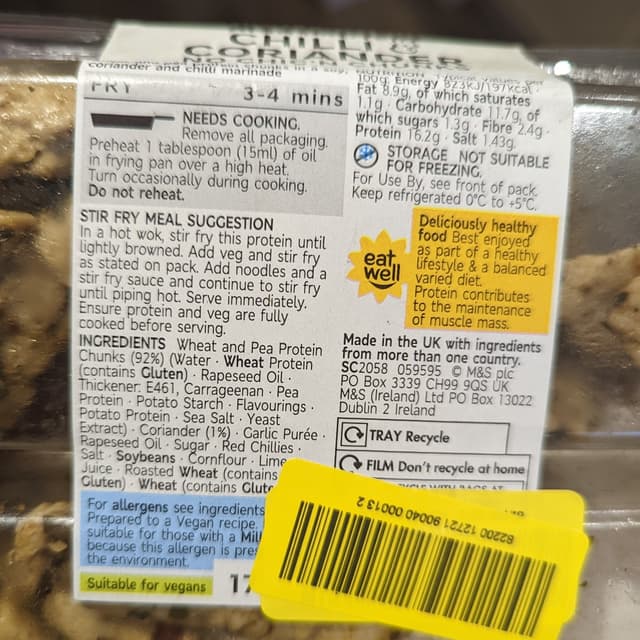 CHILLI &
CORIANDER
coriander and chilli marinade
FRY 3-4 mins
NEEDS COOKING.
Remove all packaging.
Preheat 1 tablespoon (15ml) of oil
in frying pan over a high heat.
Turn occasionally during cooking.
Do not reheat.
STIR FRY MEAL SUGGESTION
In a hot wok, stir fry this protein until
lightly browned. Add veg and stir fry
as stated on pack. Add noodles and a
stir fry sauce and continue to stir fry
until piping hot. Serve immediately.
Ensure protein and veg are fully
cooked before serving.
INGREDIENTS Wheat and Pea Protein
Chunks (92%) (Water · Wheat Protein
(contains Gluten) · Rapeseed Oil ·
Thickener: E461, Carrageenan · Pea
Protein · Potato Starch · Flavourings ·
Potato Protein · Sea Salt · Yeast
Extract) · Coriander (1%) · Garlic Purée ·
Rapeseed Oil · Sugar · Red Chillies ·
Salt · Soybeans · Cornflour · Lime
Juice · Roasted Wheat (contains
Gluten) · Wheat (contains
For allergens see ingredients
Prepared to a Vegan recipe.
suitable for those with a
because this allergen is
the environment.
Suitable for vegans
100g Energy 823kJ/197kcal
Fat 8.9g, of which saturates
1.1g · Carbohydrate 11.7g, of
which sugars 1.3g · Fibre 2.4g ·
Protein 16.2g · Salt 1.43g.
STORAGE NOT SUITABLE
FOR FREEZING.
For Use By, see front of pack.
Keep refrigerated 0°C to +5°C.
eat
well
Deliciously healthy
food Best enjoyed
as part of a healthy
lifestyle & a balanced
varied diet.
Protein contributes
to the maintenance
of muscle mass.
Made in the UK with ingredients
from more than one country.
SC2058 059595 © M&S plc
PO Box 3339 CH99 9QS UK
M&S (Ireland) Ltd PO Box 13022
Dublin 2 Ireland
TRAY Recycle
FILM Don't recycle at home
82200 12721 90040 00013 2